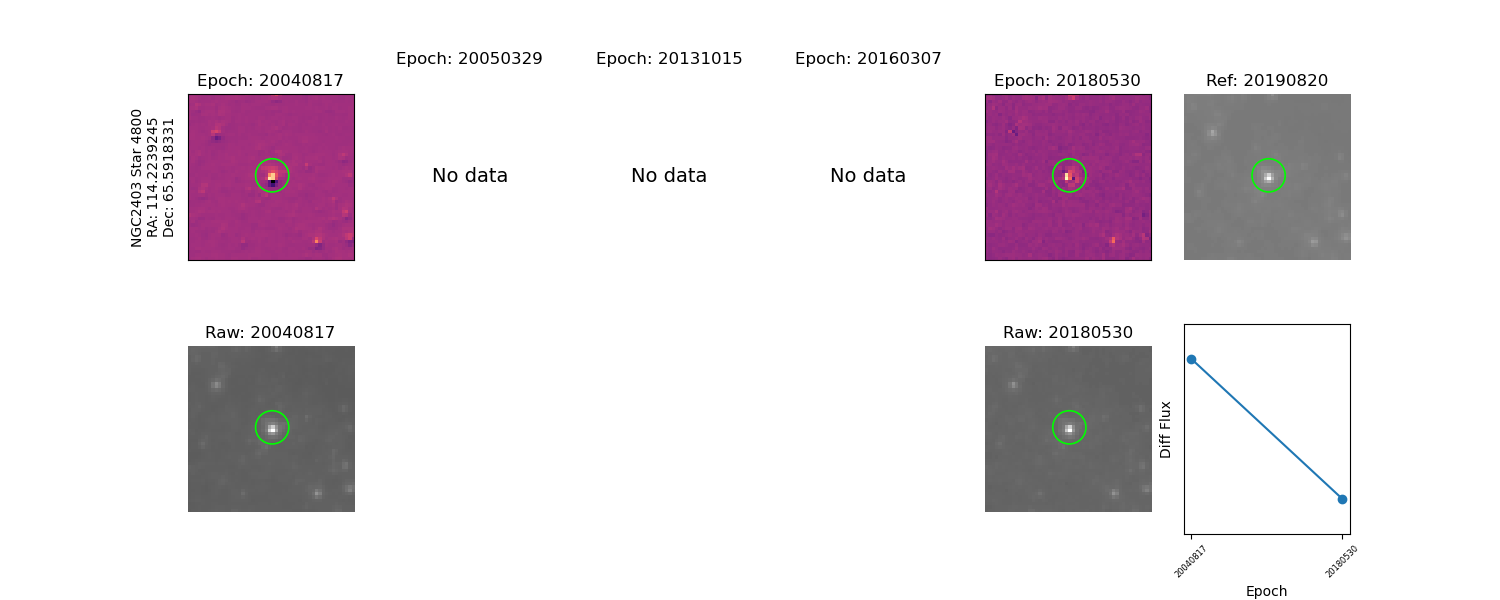 Epoch: 20040817
Epoch: 20050329
Epoch: 20131015
Epoch: 20160307
Epoch: 20180530
Ref: 20190820
NGC2403 Star 4800
RA: 114.2239245
Dec: 65.5918331
No data
No data
No data
Raw: 20040817
Raw: 20180530
Diff Flux
20040817
20180530
Epoch